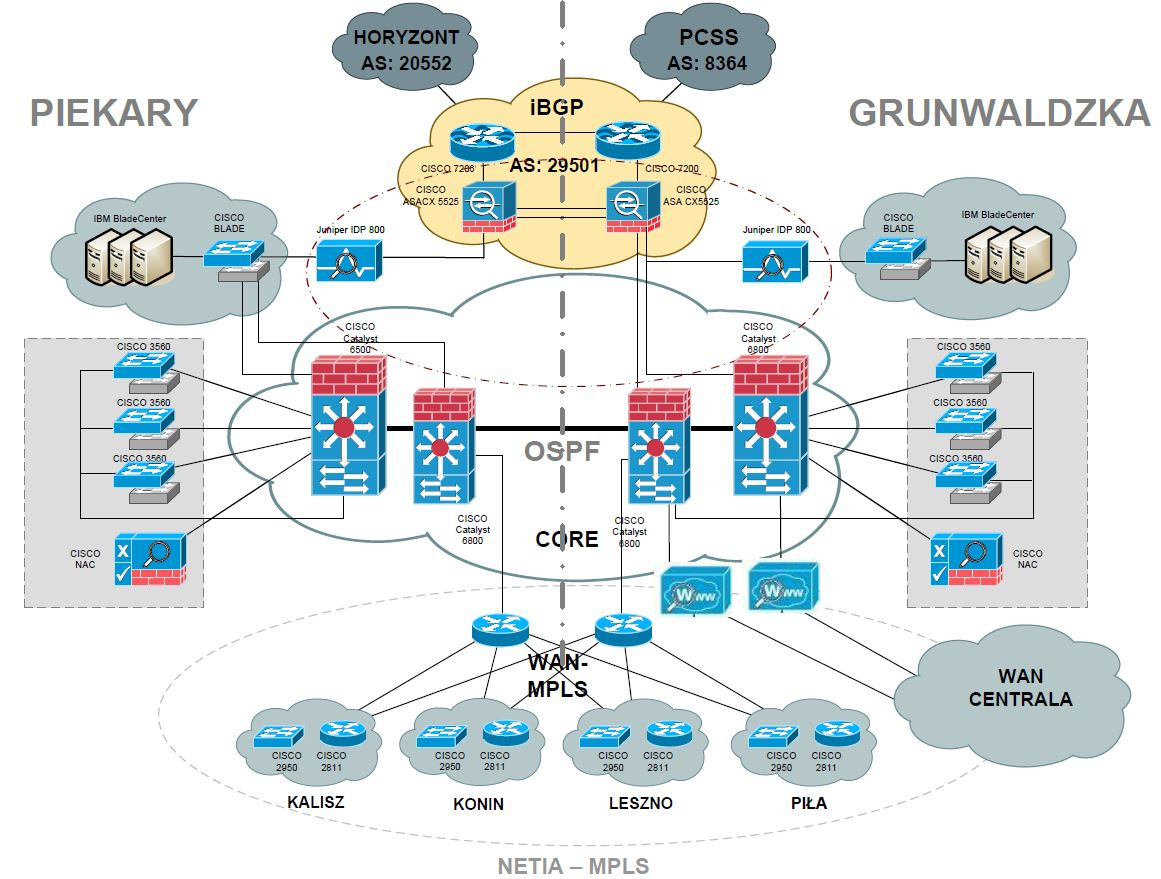 HORYZONT
AS: 20552
PCSS
AS: 8364
PIEKARY
GRUNWALDZKA
iBGP
AS: 29501
CISCO 7206
CISCO 7200
CISCO
ASACX 5525
CISCO
ASA CX5525
IBM BladeCenter
CISCO
BLADE
Juniper IDP 800
Juniper IDP 800
CISCO
BLADE
IBM BladeCenter
CISCO
Catalyst
6500
CISCO
Catalyst
6800
CISCO 3560
CISCO 3560
CISCO 3560
CISCO
NAC
X
CISCO 3560
CISCO 3560
CISCO 3560
X
CISCO
NAC
OSPF
CISCO
Catalyst
6800
CISCO
Catalyst
6800
CORE
WWW
WWW
WAN-
MPLS
WAN
CENTRALA
CISCO
2950
CISCO
2811
CISCO
2950
CISCO
2811
CISCO
2950
CISCO
2811
CISCO
2950
CISCO
2811
KALISZ
KONIN
LESZNO
PIŁA
NETIA – MPLS